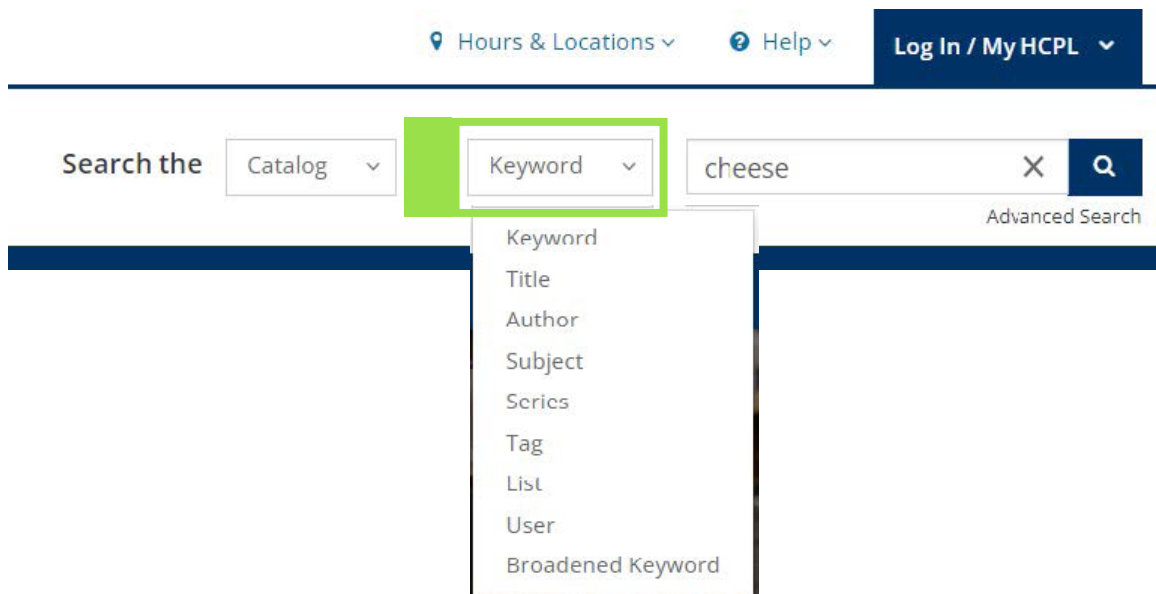 Hours & Locations Help Log In / My HCPL
Search the Catalog Keyword cheese
Advanced Search
Keyword
Title
Author
Subject
Series
Tag
List
User
Broadened Keyword